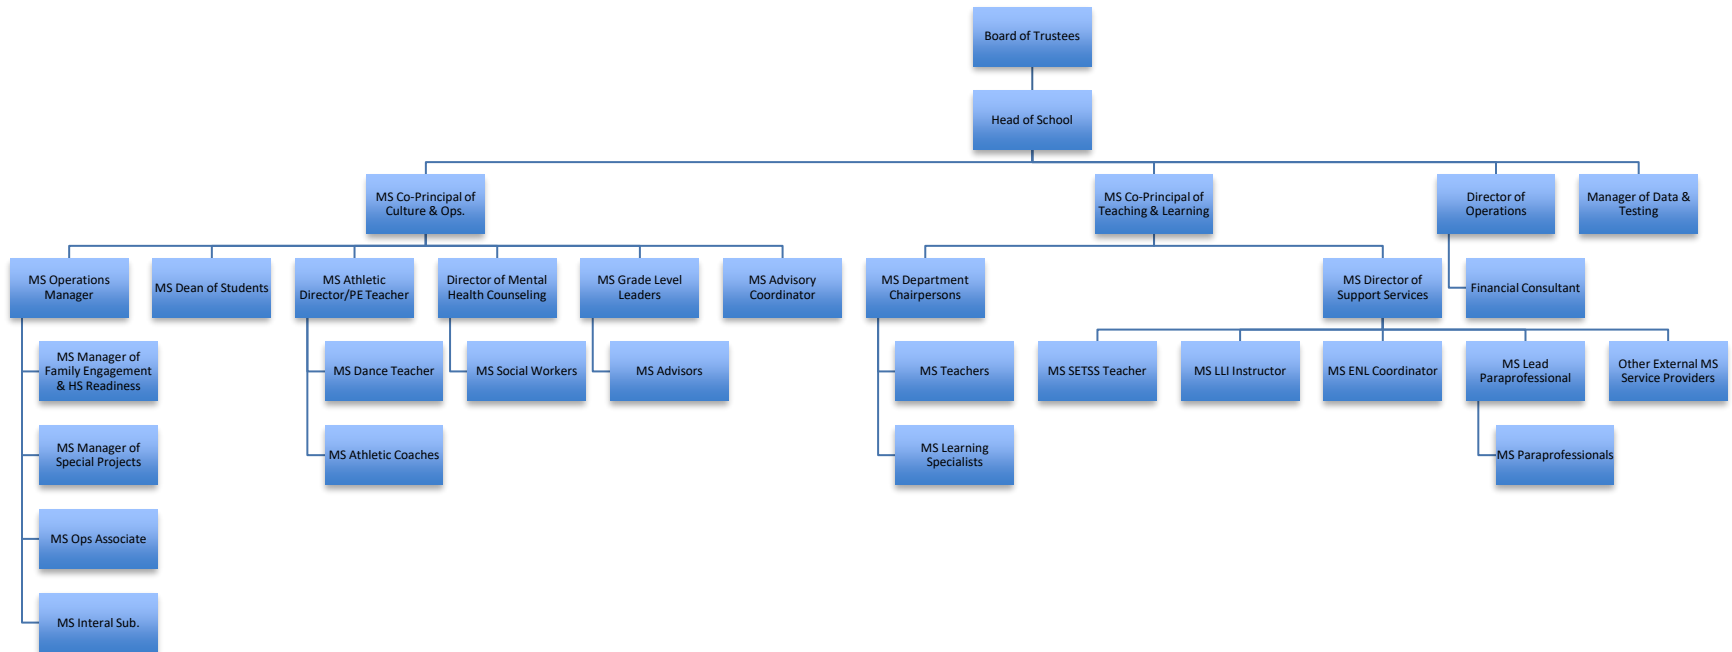 Board of Trustees
Head of School
MS Co-Principal of
Culture & Ops.
MS Co-Principal of
Teaching & Learning
Director of
Operations
Manager of Data &
Testing
MS Operations
Manager
MS Dean of Students
MS Athletic
Director/PE Teacher
Director of Mental
Health Counseling
MS Grade Level
Leaders
MS Advisory
Coordinator
MS Department
Chairpersons
MS Director of
Support Services
Financial Consultant
MS Manager of
Family Engagement
& HS Readiness
MS Dance Teacher
MS Social Workers
MS Advisors
MS Teachers
MS SETSS Teacher
MS LLI Instructor
MS ENL Coordinator
MS Lead
Paraprofessional
Other External MS
Service Providers
MS Manager of
Special Projects
MS Athletic Coaches
MS Learning
Specialists
MS Paraprofessionals
MS Ops Associate
MS Interal Sub.